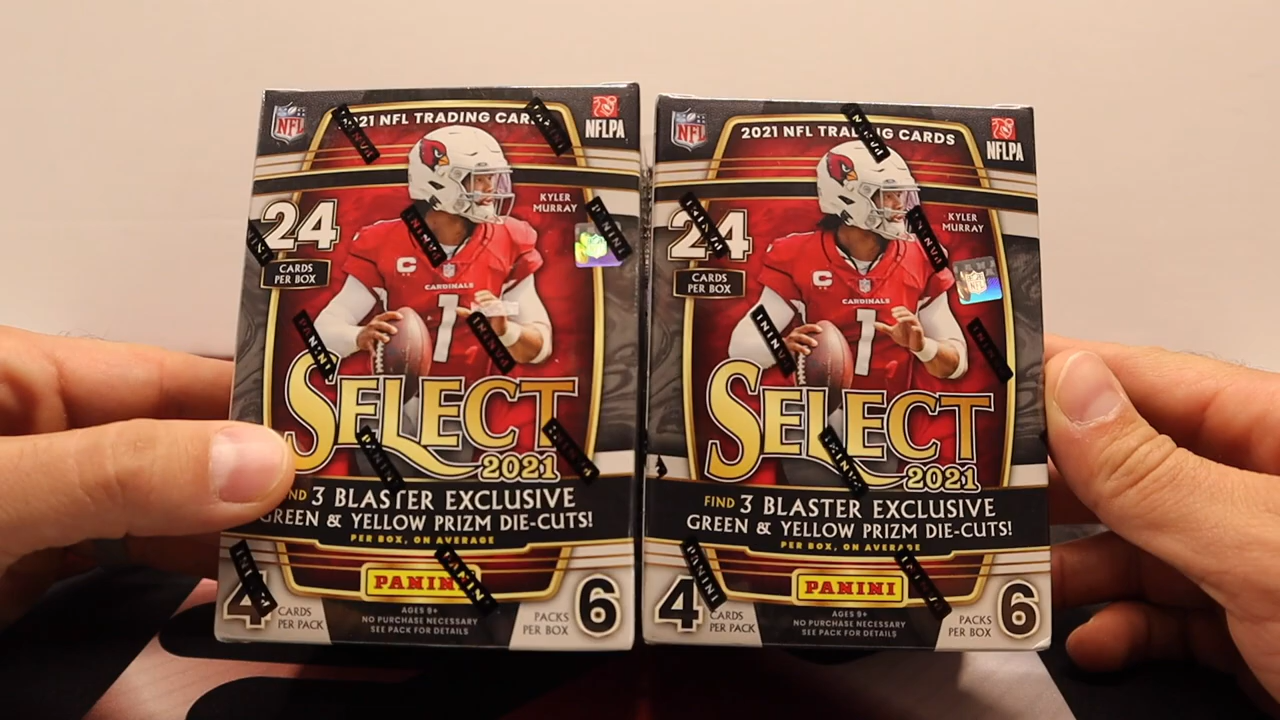 NFL
2021 NFL TRADING CARDS
NFLPA
KYLER
MURRAY
24
CARDS
PER BOX
C
CARDINALS
1
PANINI
SELECT
2021
FIND 3 BLASTER EXCLUSIVE
GREEN & YELLOW PRIZM DIE-CUTS!
PER BOX, ON AVERAGE
PANINI
4
CARDS
PER PACK
AGES 9+
NO PURCHASE NECESSARY
SEE PACK FOR DETAILS
PACKS
PER BOX
6
NFL
2021 NFL TRADING CARDS
NFLPA
KYLER
MURRAY
24
CARDS
PER BOX
NFL
C
CARDINALS
1
PANINI
SELECT
2021
FIND 3 BLASTER EXCLUSIVE
GREEN & YELLOW PRIZM DIE-CUTS!
PER BOX, ON AVERAGE
PANINI
4
CARDS
PER PACK
AGES 9+
NO PURCHASE NECESSARY
SEE PACK FOR DETAILS
PACKS
PER BOX
6